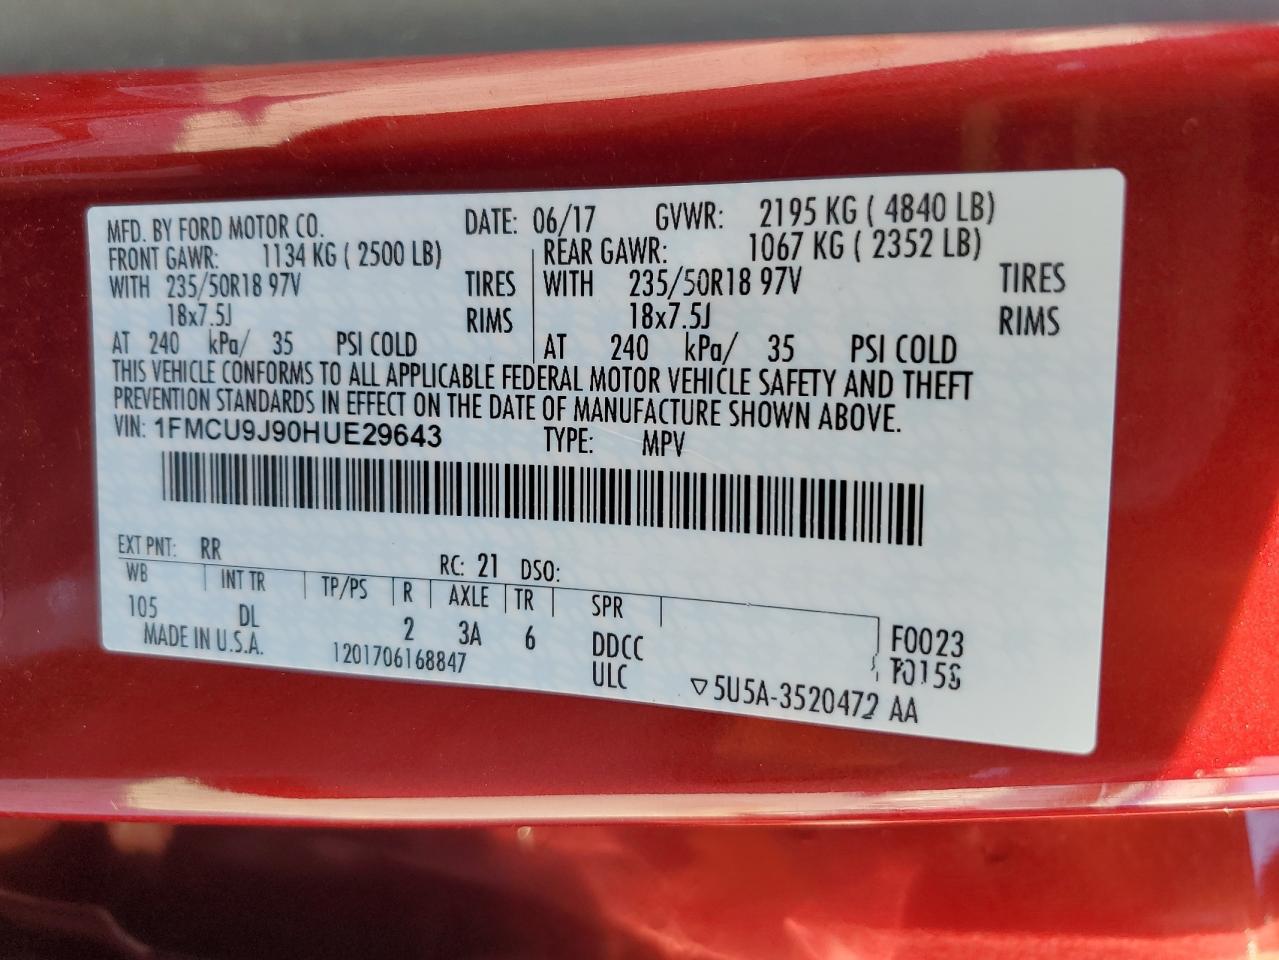 MFD. BY FORD MOTOR CO. DATE: 06/17 GVWR: 2195 KG ( 4840 LB)
FRONT GAWR: 1134 KG ( 2500 LB) REAR GAWR: 1067 KG ( 2352 LB)
WITH 235/50R18 97V TIRES WITH 235/50R18 97V TIRES
18x7.5J RIMS 18x7.5J RIMS
AT 240 kPa/ 35 PSI COLD AT 240 kPa/ 35 PSI COLD
THIS VEHICLE CONFORMS TO ALL APPLICABLE FEDERAL MOTOR VEHICLE SAFETY AND THEFT
PREVENTION STANDARDS IN EFFECT ON THE DATE OF MANUFACTURE SHOWN ABOVE.
VIN: 1FMCU9J90HUE29643 TYPE: MPV
EXT PNT: RR RC: 21 DSO:
WB INT TR TP/PS R AXLE TR SPR
105 DL 2 3A 6 DDCC F0023
MADE IN U.S.A. 1201706168847 ULC
▽ 5U5A-3520472 AA